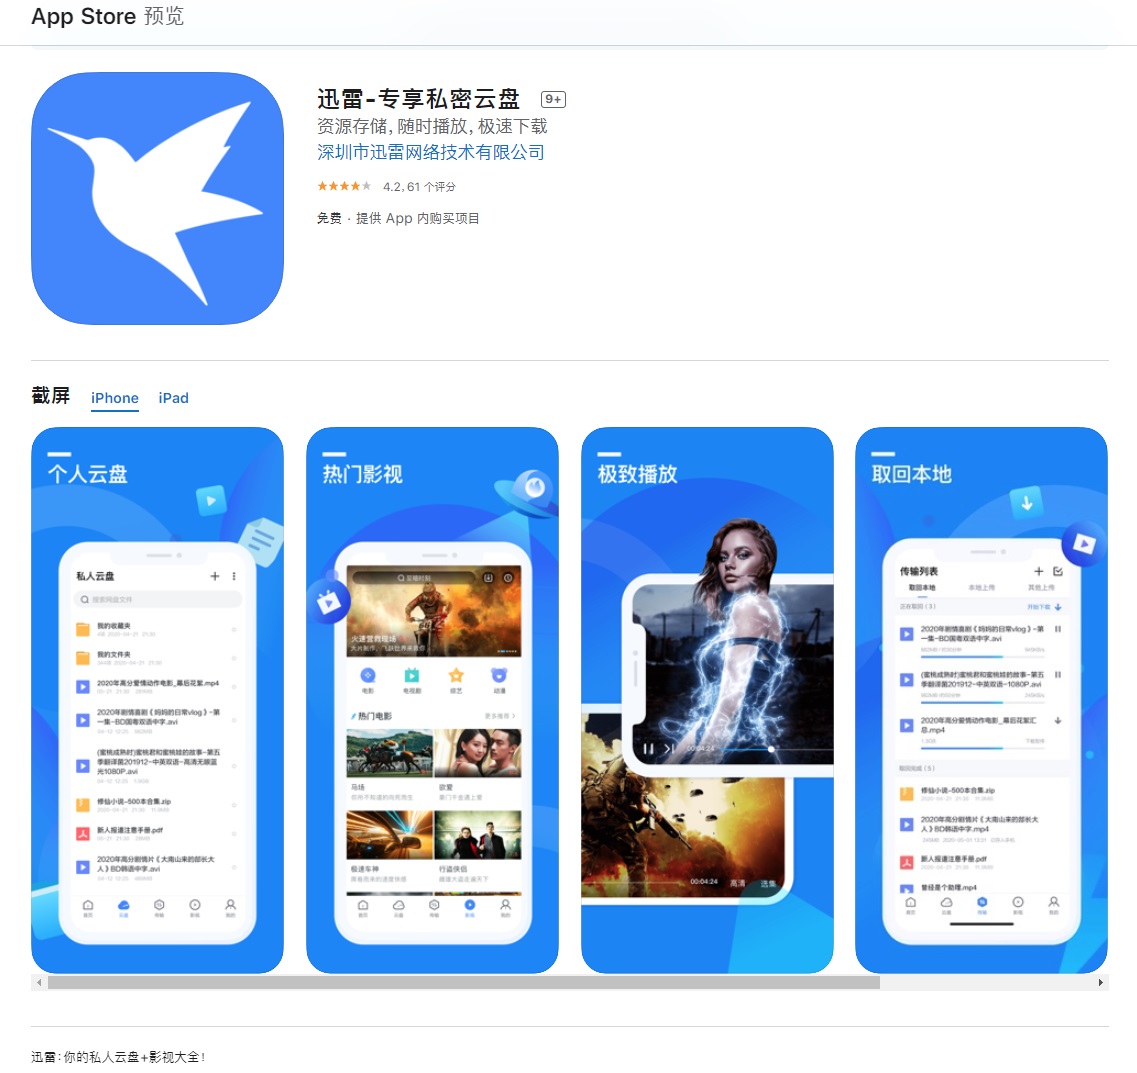 App Store 预览
迅雷-专享私密云盘 9+
资源存储, 随时播放, 极速下载
深圳市迅雷网络技术有限公司
4.2, 61 个评分
免费 · 提供 App 内购买项目
截屏 iPhone iPad
个人云盘
私人云盘
搜索网盘文件
我的收藏夹
我的文件夹
2020年高分爱情动作电影_幕后花絮.mp4
2020年剧情喜剧《妈妈的日常vlog》-第
一集-BD国粤双语中字.avi
(蜜桃成熟时)蜜桃君和蜜桃娃的故事-第五
季翻译菌201912-中英双语-高清无眼蓝
光1080P.avi
修仙小说-500本合集.zip
新人报道注意手册.pdf
2020年高分剧情片《大南山来的部长大
人》BD韩语中字.avi
首页 云盘 传输 影视 我的
热门影视
火速营救现场
电影 电视剧 综艺 动漫
热门电影 更多推荐 >
马场 欲爱
极速车神 行盗侠侣
首页 云盘 传输 影视 我的
极致播放
00:04:24
00:04:24 高清 选集
取回本地
传输列表
取回本地 本地上传 其他上传
正在取回 (3) 开始下载
2020年剧情喜剧《妈妈的日常vlog》-第
一集-BD国粤双语中字.avi
(蜜桃成熟时)蜜桃君和蜜桃娃的故事-第五
季翻译菌201912-中英双语-1080P.avi
2020年高分爱情动作电影_幕后花絮汇
总.mp4
取回完成 (5)
修仙小说-500本合集.zip
2020年高分剧情片《大南山来的部长大
人》BD韩语中字.mp4
新人报道注意手册.pdf
曾经是个助理.mp4
首页 云盘 传输 影视 我的
迅雷:你的私人云盘+影视大全!